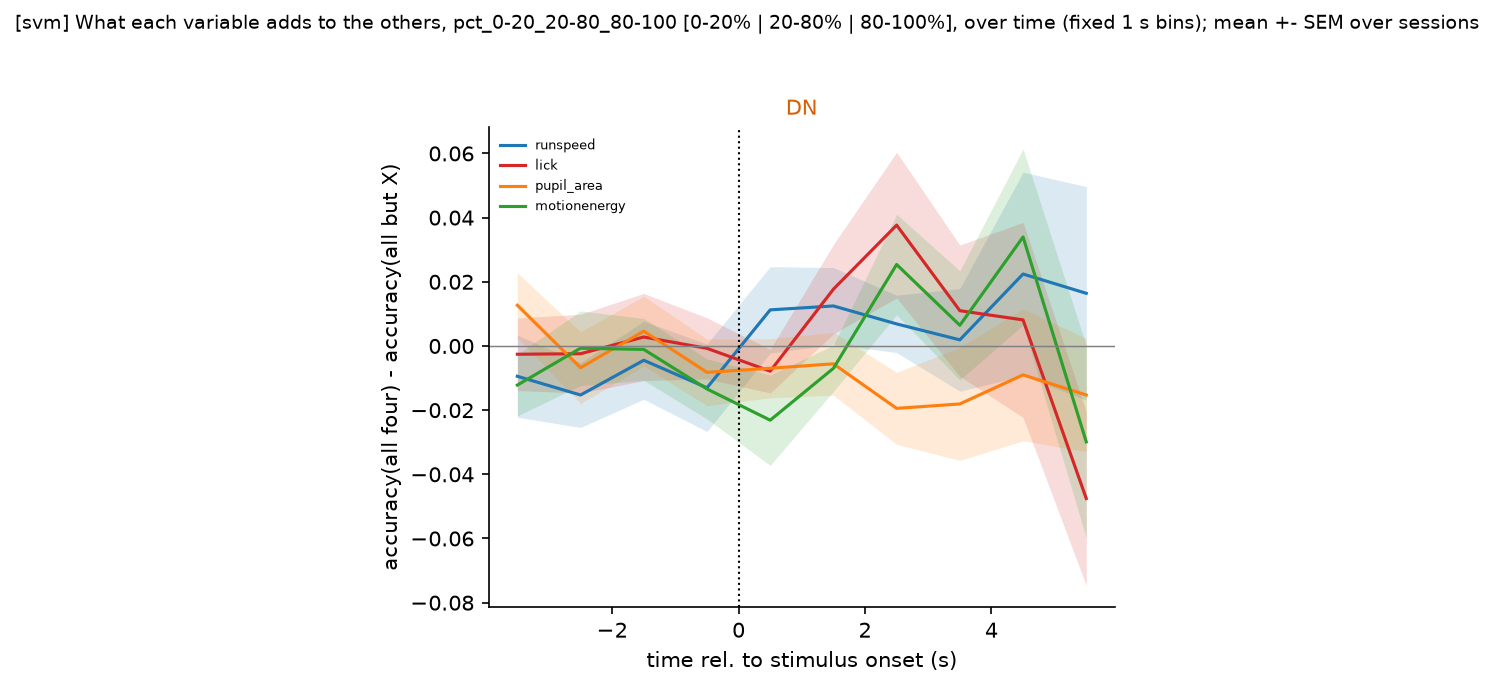 [svm] What each variable adds to the others, pct_0-20_20-80_80-100 [0-20% | 20-80% | 80-100%], over time (fixed 1 s bins); mean +- SEM over sessions
DN
runspeed
lick
pupil_area
motionenergy
accuracy(all four) - accuracy(all but X)
0.06
0.04
0.02
0.00
−0.02
−0.04
−0.06
−0.08
−2
0
2
4
time rel. to stimulus onset (s)